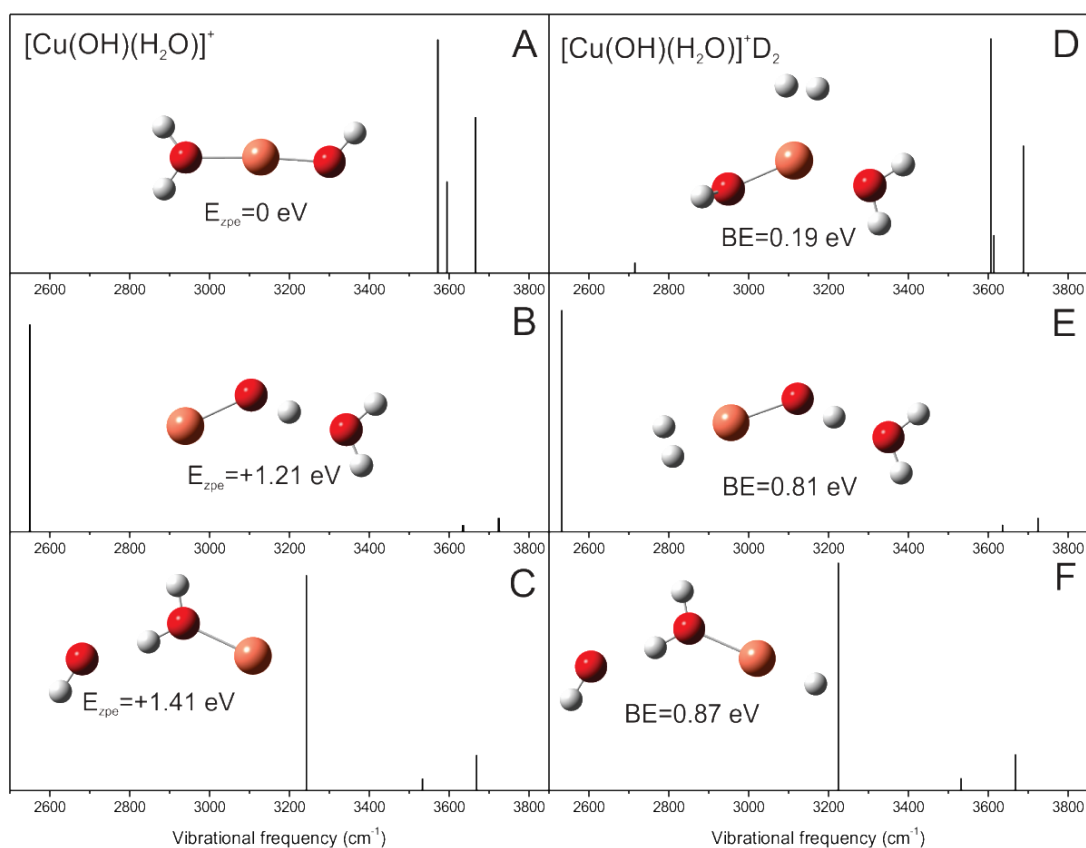 [Cu(OH)(H₂O)]⁺
A
E_zpe=0 eV
2600 2800 3000 3200 3400 3600 3800
[Cu(OH)(H₂O)]⁺D₂
D
BE=0.19 eV
2600 2800 3000 3200 3400 3600 3800
B
E_zpe=+1.21 eV
2600 2800 3000 3200 3400 3600 3800
E
BE=0.81 eV
2600 2800 3000 3200 3400 3600 3800
C
E_zpe=+1.41 eV
2600 2800 3000 3200 3400 3600 3800
Vibrational frequency (cm⁻¹)
F
BE=0.87 eV
2600 2800 3000 3200 3400 3600 3800
Vibrational frequency (cm⁻¹)